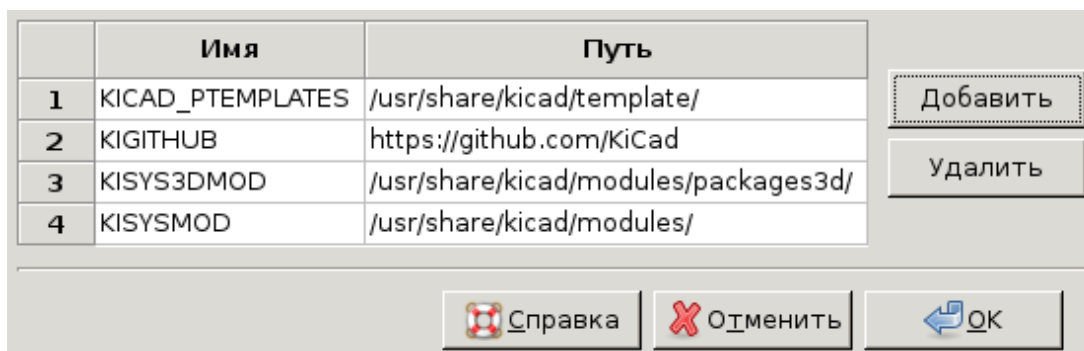 Имя Путь
1 KICAD_PTEMPLATES /usr/share/kicad/template/
2 KIGITHUB https://github.com/KiCad
3 KISYS3DMOD /usr/share/kicad/modules/packages3d/
4 KISYSMOD /usr/share/kicad/modules/
Добавить
Удалить
Справка Отменить OK